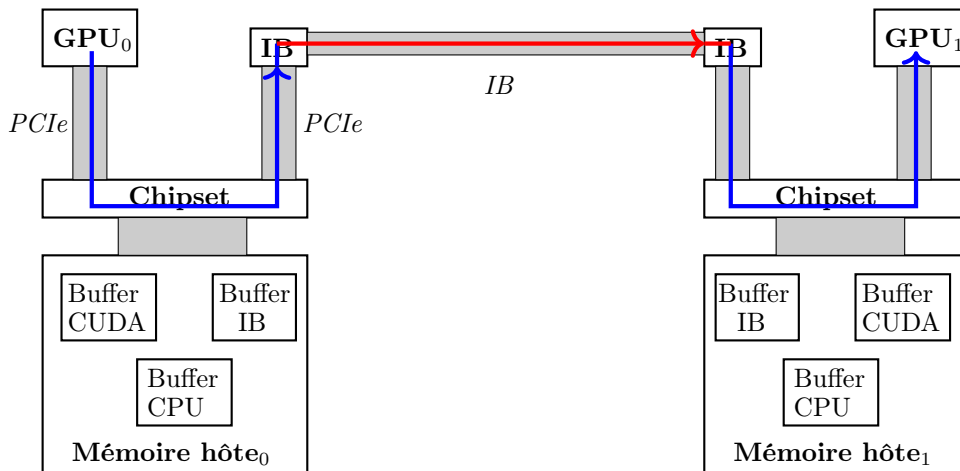 GPU₀
IB
IB
GPU₁
IB
PCIe
PCIe
Chipset
Chipset
Buffer
CUDA
Buffer
IB
Buffer
IB
Buffer
CUDA
Buffer
CPU
Buffer
CPU
Mémoire hôte₀
Mémoire hôte₁